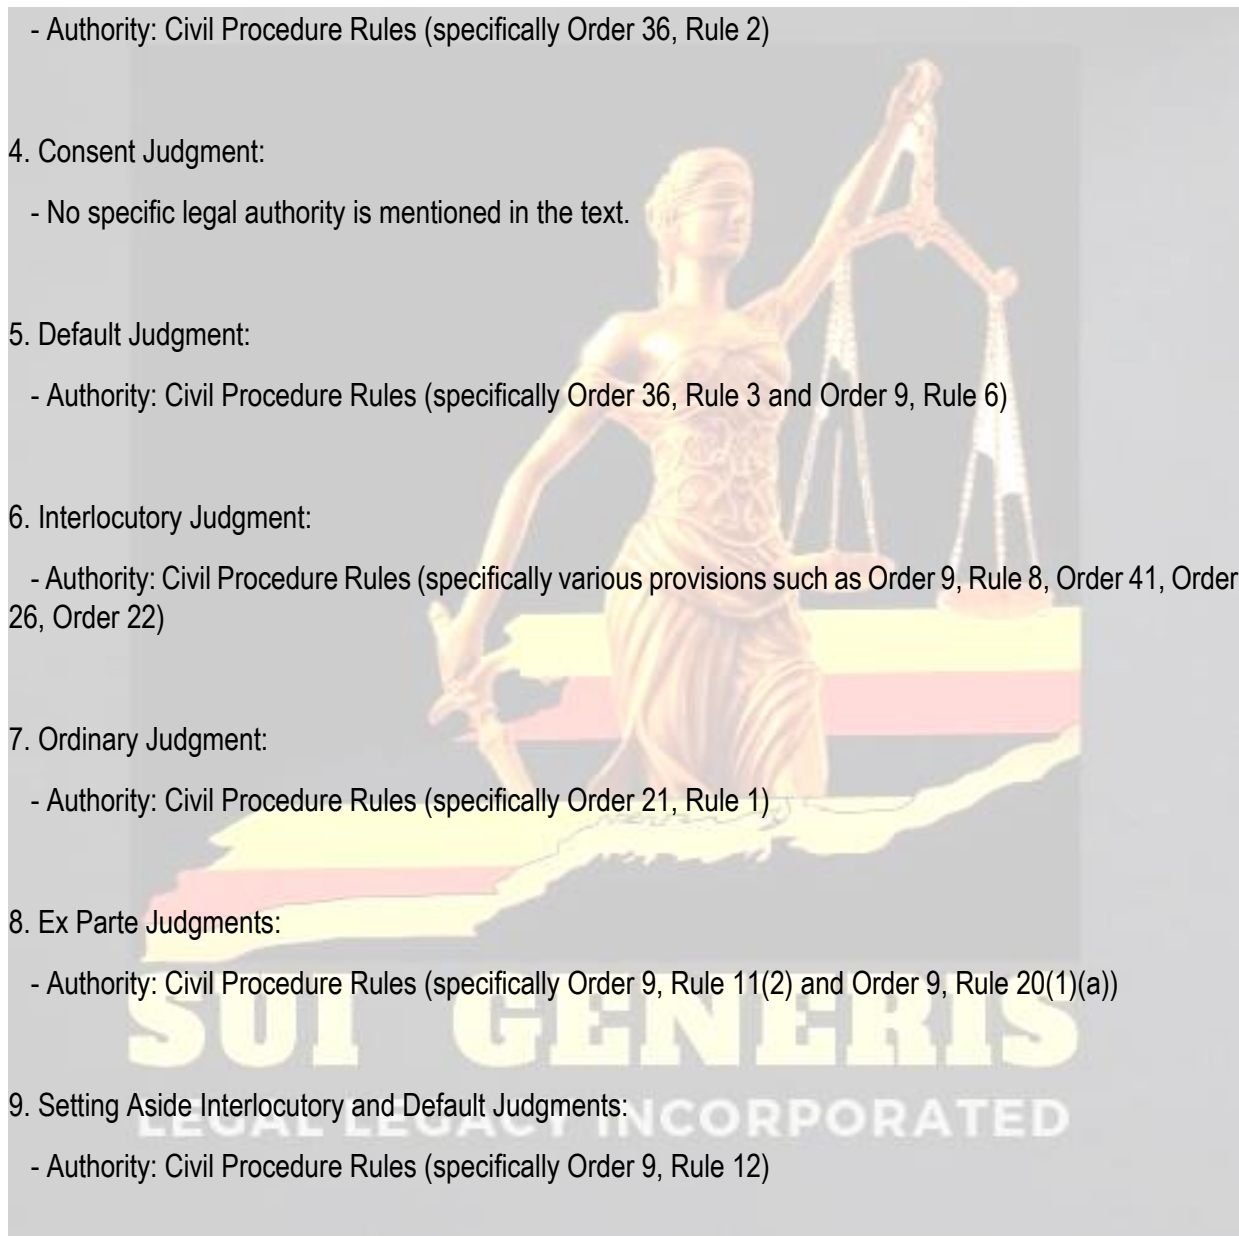 - Authority: Civil Procedure Rules (specifically Order 36, Rule 2)
4. Consent Judgment:
- No specific legal authority is mentioned in the text.
5. Default Judgment:
- Authority: Civil Procedure Rules (specifically Order 36, Rule 3 and Order 9, Rule 6)
6. Interlocutory Judgment:
- Authority: Civil Procedure Rules (specifically various provisions such as Order 9, Rule 8, Order 41, Order
26, Order 22)
7. Ordinary Judgment:
- Authority: Civil Procedure Rules (specifically Order 21, Rule 1)
8. Ex Parte Judgments:
- Authority: Civil Procedure Rules (specifically Order 9, Rule 11(2) and Order 9, Rule 20(1)(a))
SUI GENERIS
9. Setting Aside Interlocutory and Default Judgments:
LEGAL LEGACY INCORPORATED
- Authority: Civil Procedure Rules (specifically Order 9, Rule 12)